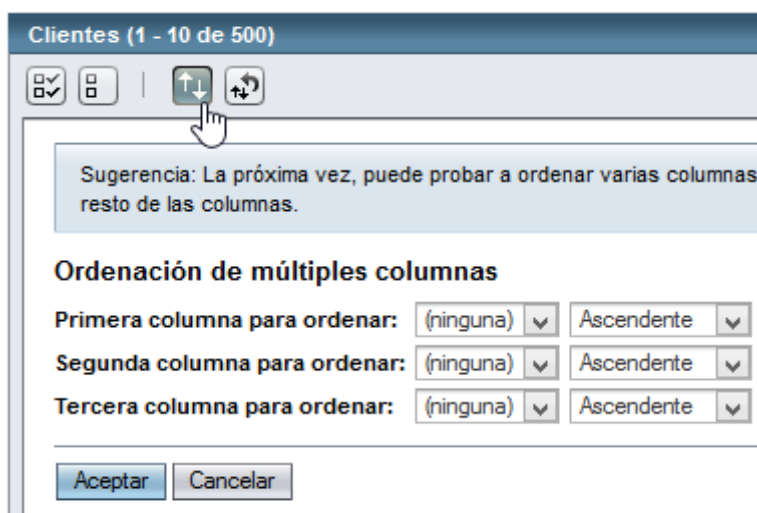 Clientes (1 - 10 de 500)
Sugerencia: La próxima vez, puede probar a ordenar varias columnas
resto de las columnas.
Ordenación de múltiples columnas
Primera columna para ordenar: (ninguna) Ascendente
Segunda columna para ordenar: (ninguna) Ascendente
Tercera columna para ordenar: (ninguna) Ascendente
Aceptar Cancelar